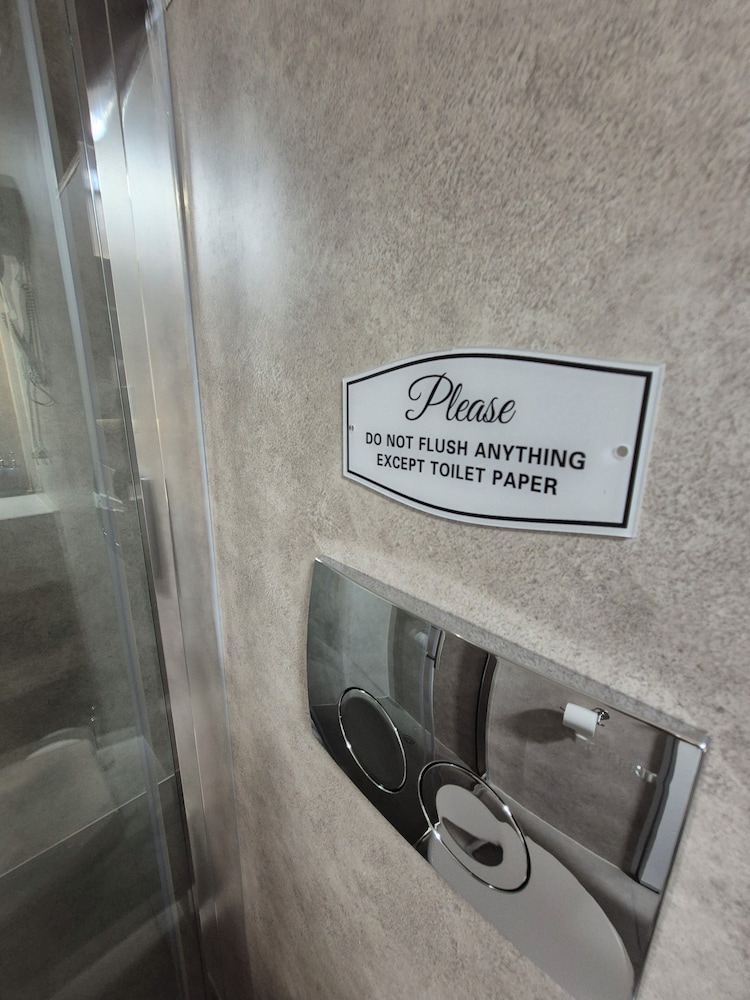 Please
DO NOT FLUSH ANYTHING
EXCEPT TOILET PAPER